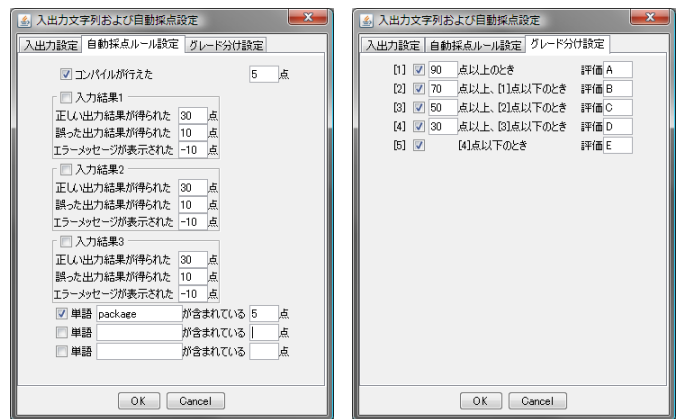 入出力文字列および自動採点設定
入出力設定 自動採点ルール設定 グレード分け設定
コンパイルが行えた 5 点
入力結果1
正しい出力結果が得られた 30 点
誤った出力結果が得られた 10 点
エラーメッセージが表示された -10 点
入力結果2
正しい出力結果が得られた 30 点
誤った出力結果が得られた 10 点
エラーメッセージが表示された -10 点
入力結果3
正しい出力結果が得られた 30 点
誤った出力結果が得られた 10 点
エラーメッセージが表示された -10 点
単語 package が含まれている 5 点
単語 が含まれている 点
単語 が含まれている 点
OK Cancel
入出力文字列および自動採点設定
入出力設定 自動採点ルール設定 グレード分け設定
[1] 90 点以上のとき 評価 A
[2] 70 点以上、[1]点以下のとき 評価 B
[3] 50 点以上、[2]点以下のとき 評価 C
[4] 30 点以上、[3]点以下のとき 評価 D
[5] [4]点以下のとき 評価 E
OK Cancel